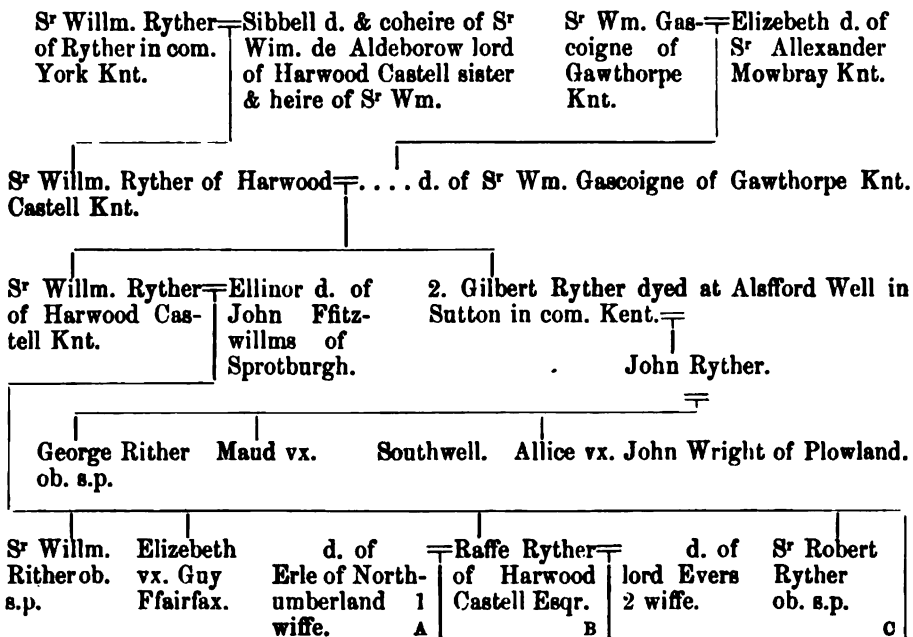 Sr Willm. Ryther
of Ryther in com.
York Knt.
Sibbell d. & coheire of Sr
Wim. de Aldeborow lord
of Harwood Castell sister
& heire of Sr Wm.
Sr Wm. Gas-
coigne of
Gawthorpe
Knt.
Elizebeth d. of
Sr Allexander
Mowbray Knt.
Sr Willm. Ryther of Harwood
Castell Knt.
.... d. of Sr Wm. Gascoigne of Gawthorpe Knt.
Sr Willm. Ryther
of Harwood Cas-
tell Knt.
Ellinor d. of
John Ffitz-
willms of
Sprotburgh.
2. Gilbert Ryther dyed at Alsfford Well in
Sutton in com. Kent.
John Ryther.
George Rither
ob. s.p.
Maud vx. Southwell.
Allice vx. John Wright of Plowland.
Sr Willm.
Rither ob.
s.p.
Elizebeth
vx. Guy
Ffairfax.
d. of
Erle of North-
umberland 1
wiffe. A
Raffe Ryther
of Harwood
Castell Esqr.
B
d. of
lord Evers
2 wiffe.
Sr Robert
Ryther
ob. s.p.
C